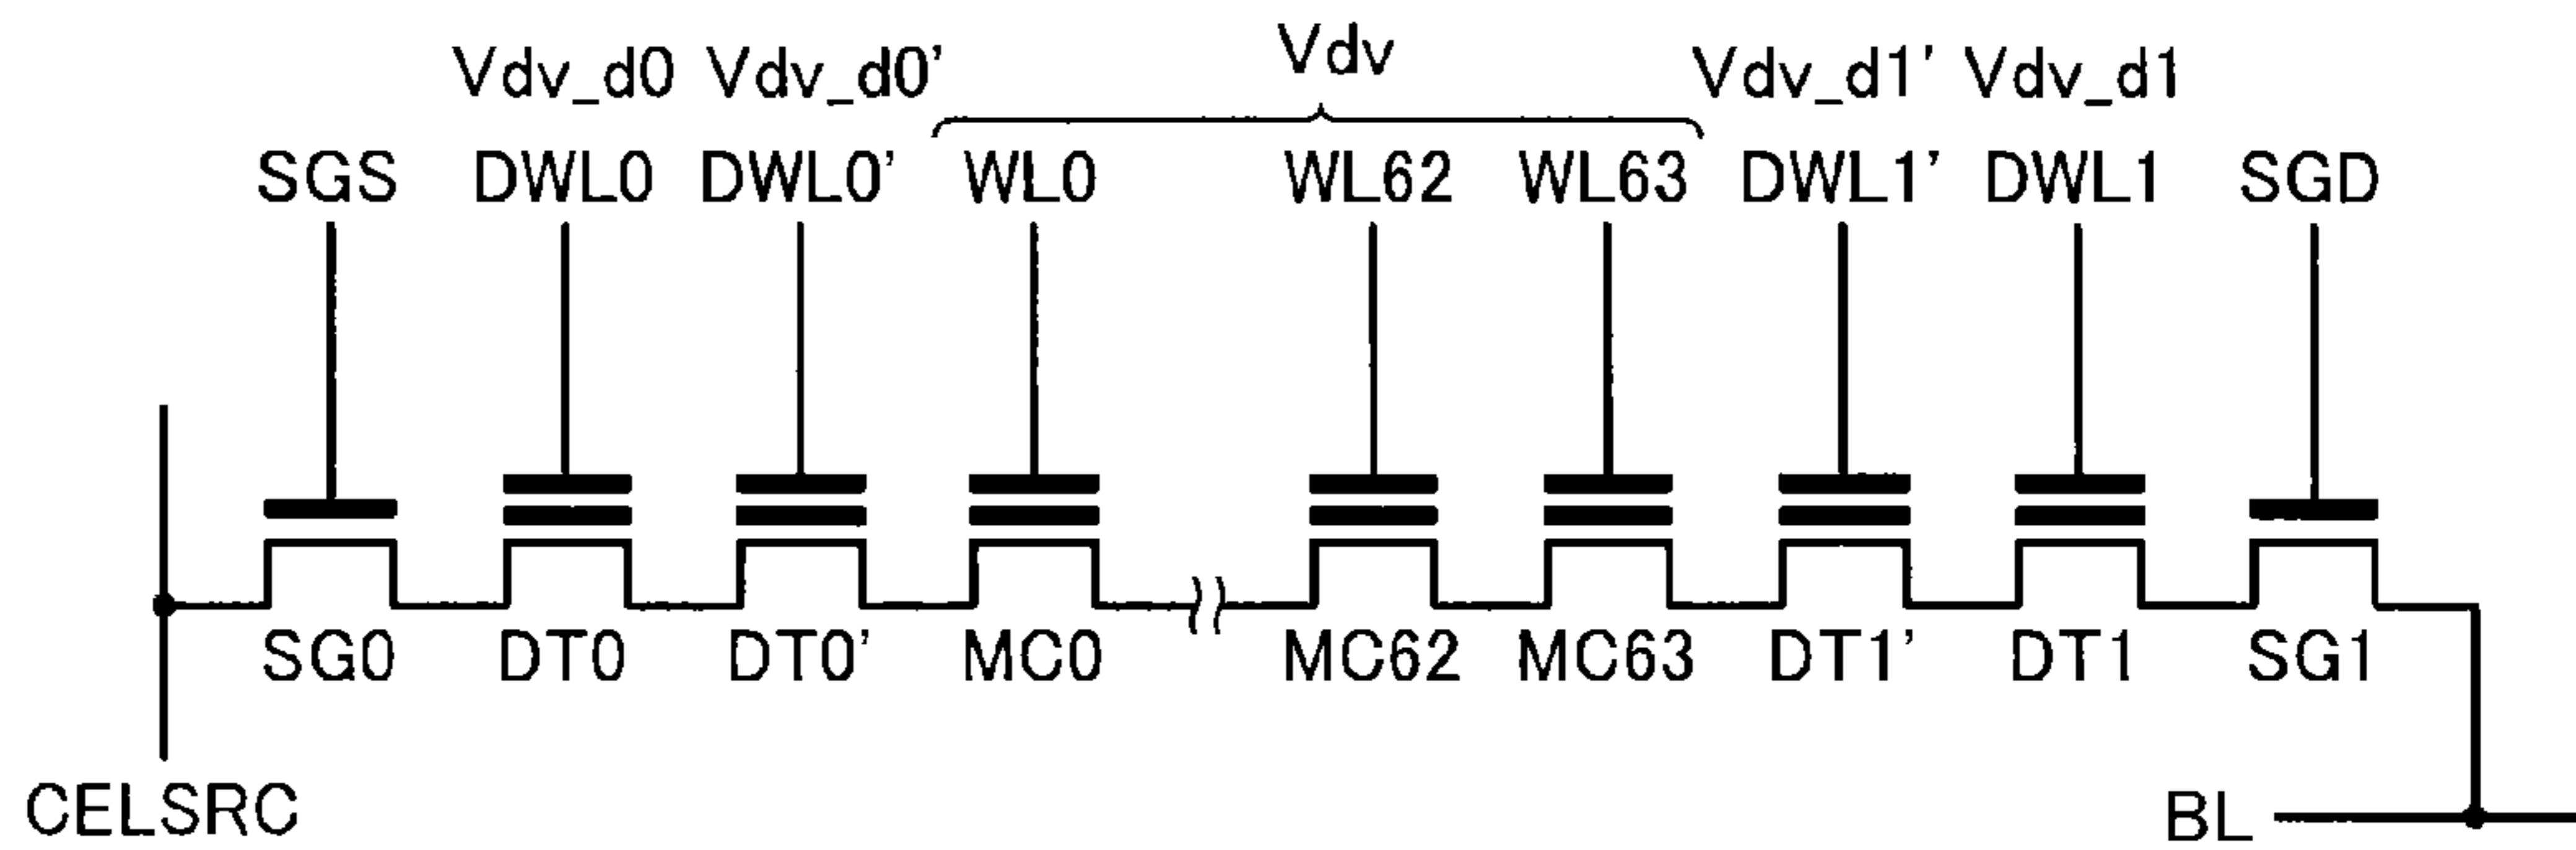 Vdv_d0 Vdv_d0' Vdv Vdv_d1' Vdv_d1
SGS DWL0 DWL0' WL0 WL62 WL63 DWL1' DWL1 SGD
SG0 DT0 DT0' MC0 MC62 MC63 DT1' DT1 SG1
CELSRC BL